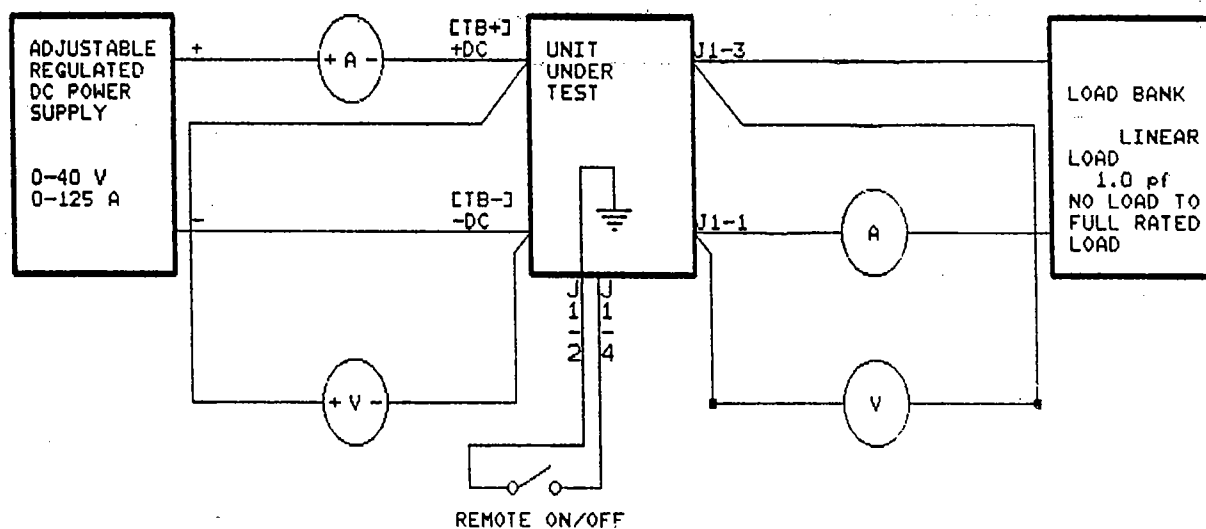 ADJUSTABLE
REGULATED
DC POWER
SUPPLY
0-40 V
0-125 A
+
-
+ A -
[TB+]
+DC
[TB-]
-DC
+ V -
UNIT
UNDER
TEST
J1-3
J1-1
J1-2
J1-4
A
V
LOAD BANK
LINEAR
LOAD
1.0 pf
NO LOAD TO
FULL RATED
LOAD
REMOTE ON/OFF